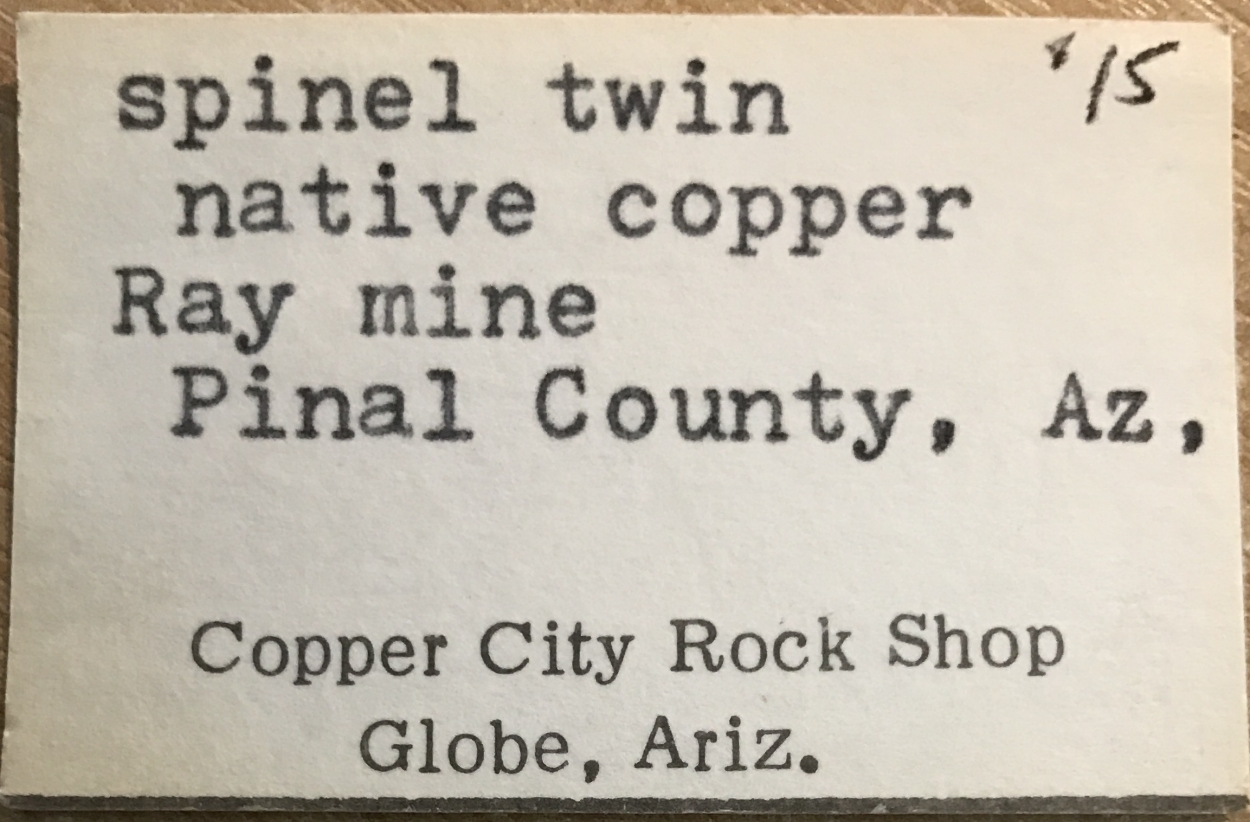 spinel twin '15
native copper
Ray mine
Pinal County, Az,
Copper City Rock Shop
Globe, Ariz.